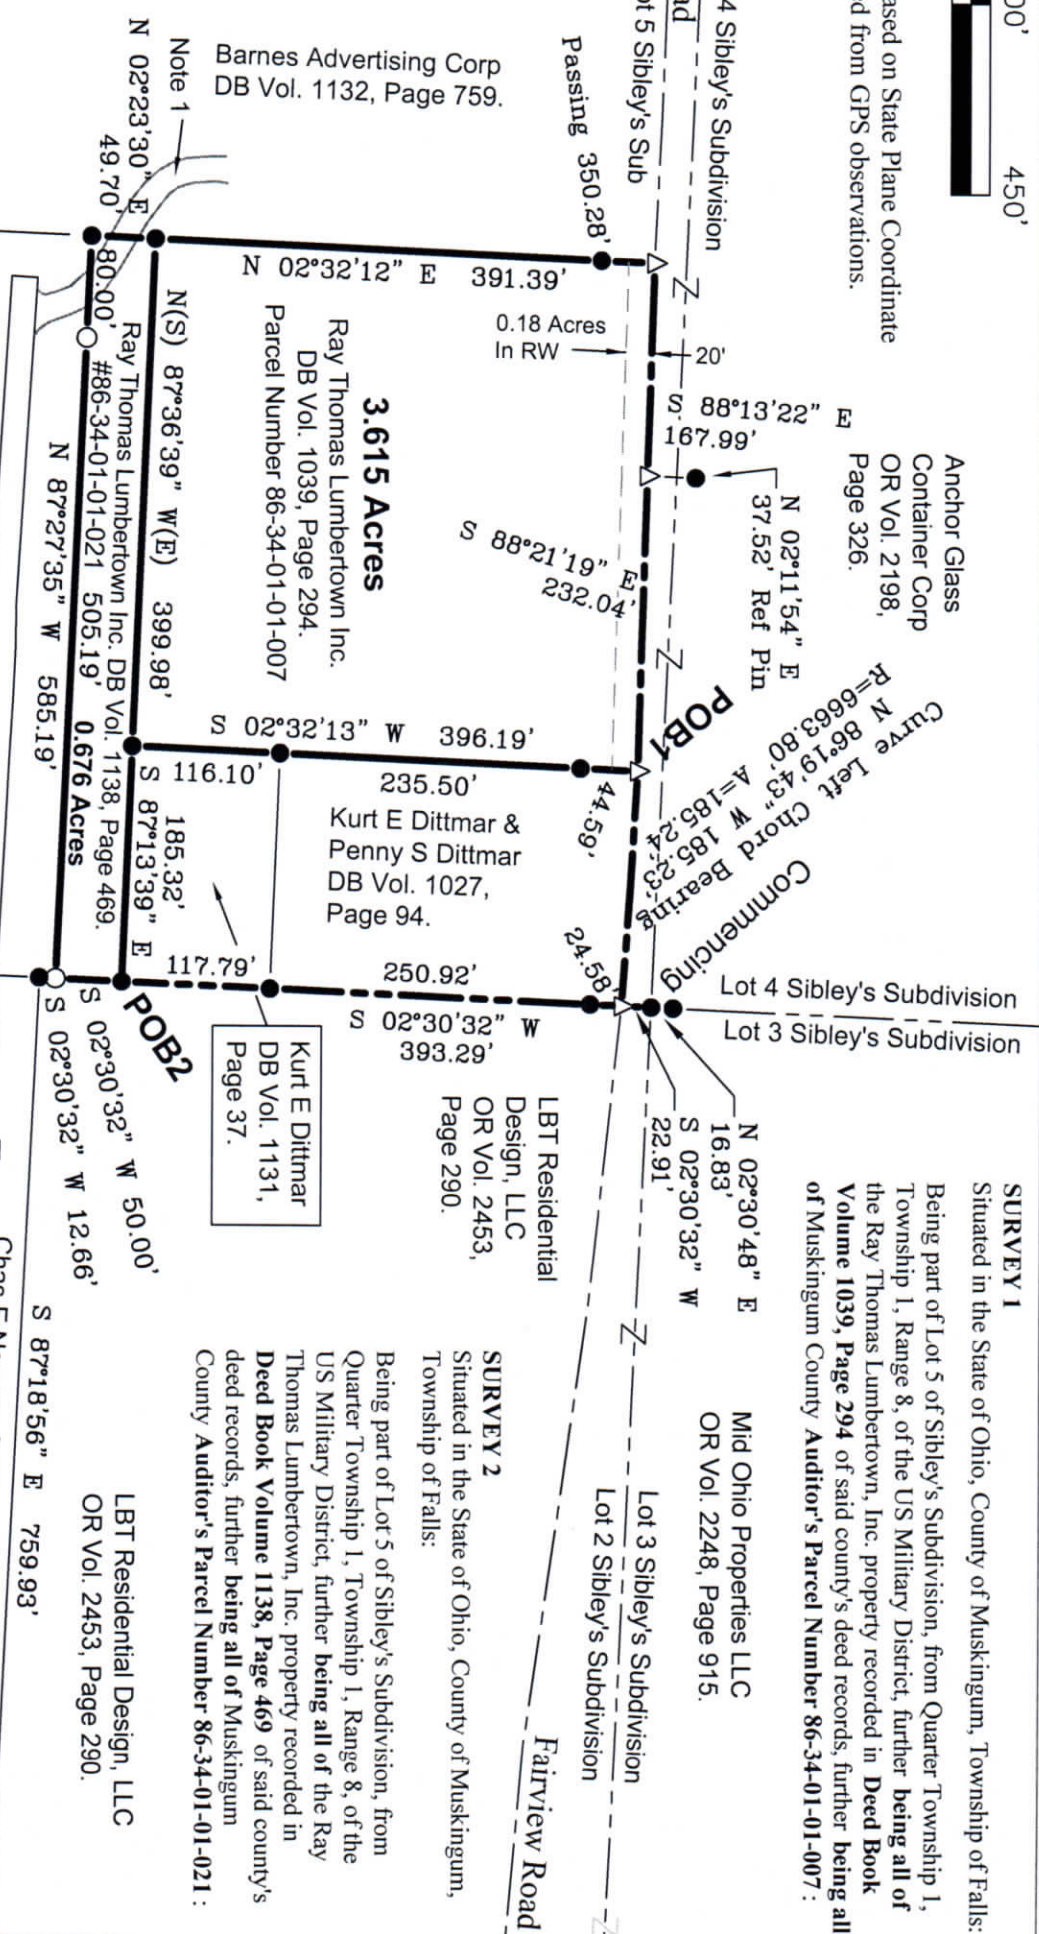 00'
450'
ased on State Plane Coordinate
d from GPS observations.
4 Sibley's Subdivision
ad
ot 5 Sibley's Sub
Passing 350.28'
Barnes Advertising Corp
DB Vol. 1132, Page 759.
Note 1
N 02°23'30" E
49.70'
80.00'
N 02°32'12" E 391.39'
0.18 Acres
In RW
20'
S 88°13'22" E
167.99'
Anchor Glass
Container Corp
OR Vol. 2198,
Page 326.
N 02°11'54" E
37.52' Ref Pin
S 88°21'19" E
232.04'
3.615 Acres
Ray Thomas Lumbertown Inc.
DB Vol. 1039, Page 294.
Parcel Number 86-34-01-01-007
N(S) 87°36'39" W(E) 399.98'
Ray Thomas Lumbertown Inc. DB Vol. 1138, Page 469.
#86-34-01-01-021 505.19' 0.676 Acres
N 87°27'35" W 585.19'
POB1
Curve Left Chord Bearing
N 86°19'43" W 185.23'
R=6663.80' A=185.24'
Commencing
S 02°32'13" W 396.19'
116.10'
235.50'
44.59'
Kurt E Dittmar &
Penny S Dittmar
DB Vol. 1027,
Page 94.
185.32'
S 87°13'39" E
117.79'
250.92'
24.58'
S 02°30'32" W
393.29'
Lot 4 Sibley's Subdivision
Lot 3 Sibley's Subdivision
POB2
Kurt E Dittmar
DB Vol. 1131,
Page 37.
S 02°30'32" W 50.00'
S 02°30'32" W 12.66'
LBT Residential
Design, LLC
OR Vol. 2453,
Page 290.
N 02°30'48" E
16.83'
S 02°30'32" W
22.91'
SURVEY 1
Situated in the State of Ohio, County of Muskingum, Township of Falls:
Being part of Lot 5 of Sibley's Subdivision, from Quarter Township 1,
Township 1, Range 8, of the US Military District, further being all of
the Ray Thomas Lumbertown, Inc. property recorded in Deed Book
Volume 1039, Page 294 of said county's deed records, further being all
of Muskingum County Auditor's Parcel Number 86-34-01-01-007 :
Mid Ohio Properties LLC
OR Vol. 2248, Page 915.
Lot 3 Sibley's Subdivision
Lot 2 Sibley's Subdivision
Fairview Road
SURVEY 2
Situated in the State of Ohio, County of Muskingum,
Township of Falls:
Being part of Lot 5 of Sibley's Subdivision, from
Quarter Township 1, Township 1, Range 8, of the
US Military District, further being all of the Ray
Thomas Lumbertown, Inc. property recorded in
Deed Book Volume 1138, Page 469 of said county's
deed records, further being all of Muskingum
County Auditor's Parcel Number 86-34-01-01-021 :
LBT Residential Design, LLC
OR Vol. 2453, Page 290.
S 87°18'56" E 759.93'